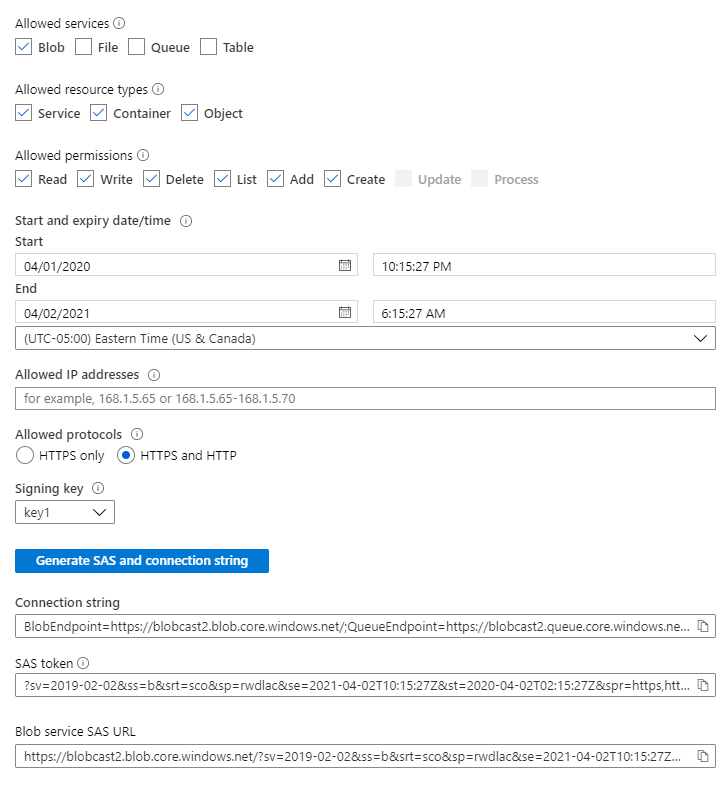 Allowed services
Blob File Queue Table
Allowed resource types
Service Container Object
Allowed permissions
Read Write Delete List Add Create Update Process
Start and expiry date/time
Start
04/01/2020 10:15:27 PM
End
04/02/2021 6:15:27 AM
(UTC-05:00) Eastern Time (US & Canada)
Allowed IP addresses
for example, 168.1.5.65 or 168.1.5.65-168.1.5.70
Allowed protocols
HTTPS only HTTPS and HTTP
Signing key
key1
Generate SAS and connection string
Connection string
BlobEndpoint=https://blobcast2.blob.core.windows.net/;QueueEndpoint=https://blobcast2.queue.core.windows.ne...
SAS token
?sv=2019-02-02&ss=b&srt=sco&sp=rwdlac&se=2021-04-02T10:15:27Z&st=2020-04-02T02:15:27Z&spr=https,htt...
Blob service SAS URL
https://blobcast2.blob.core.windows.net/?sv=2019-02-02&ss=b&srt=sco&sp=rwdlac&se=2021-04-02T10:15:27Z...